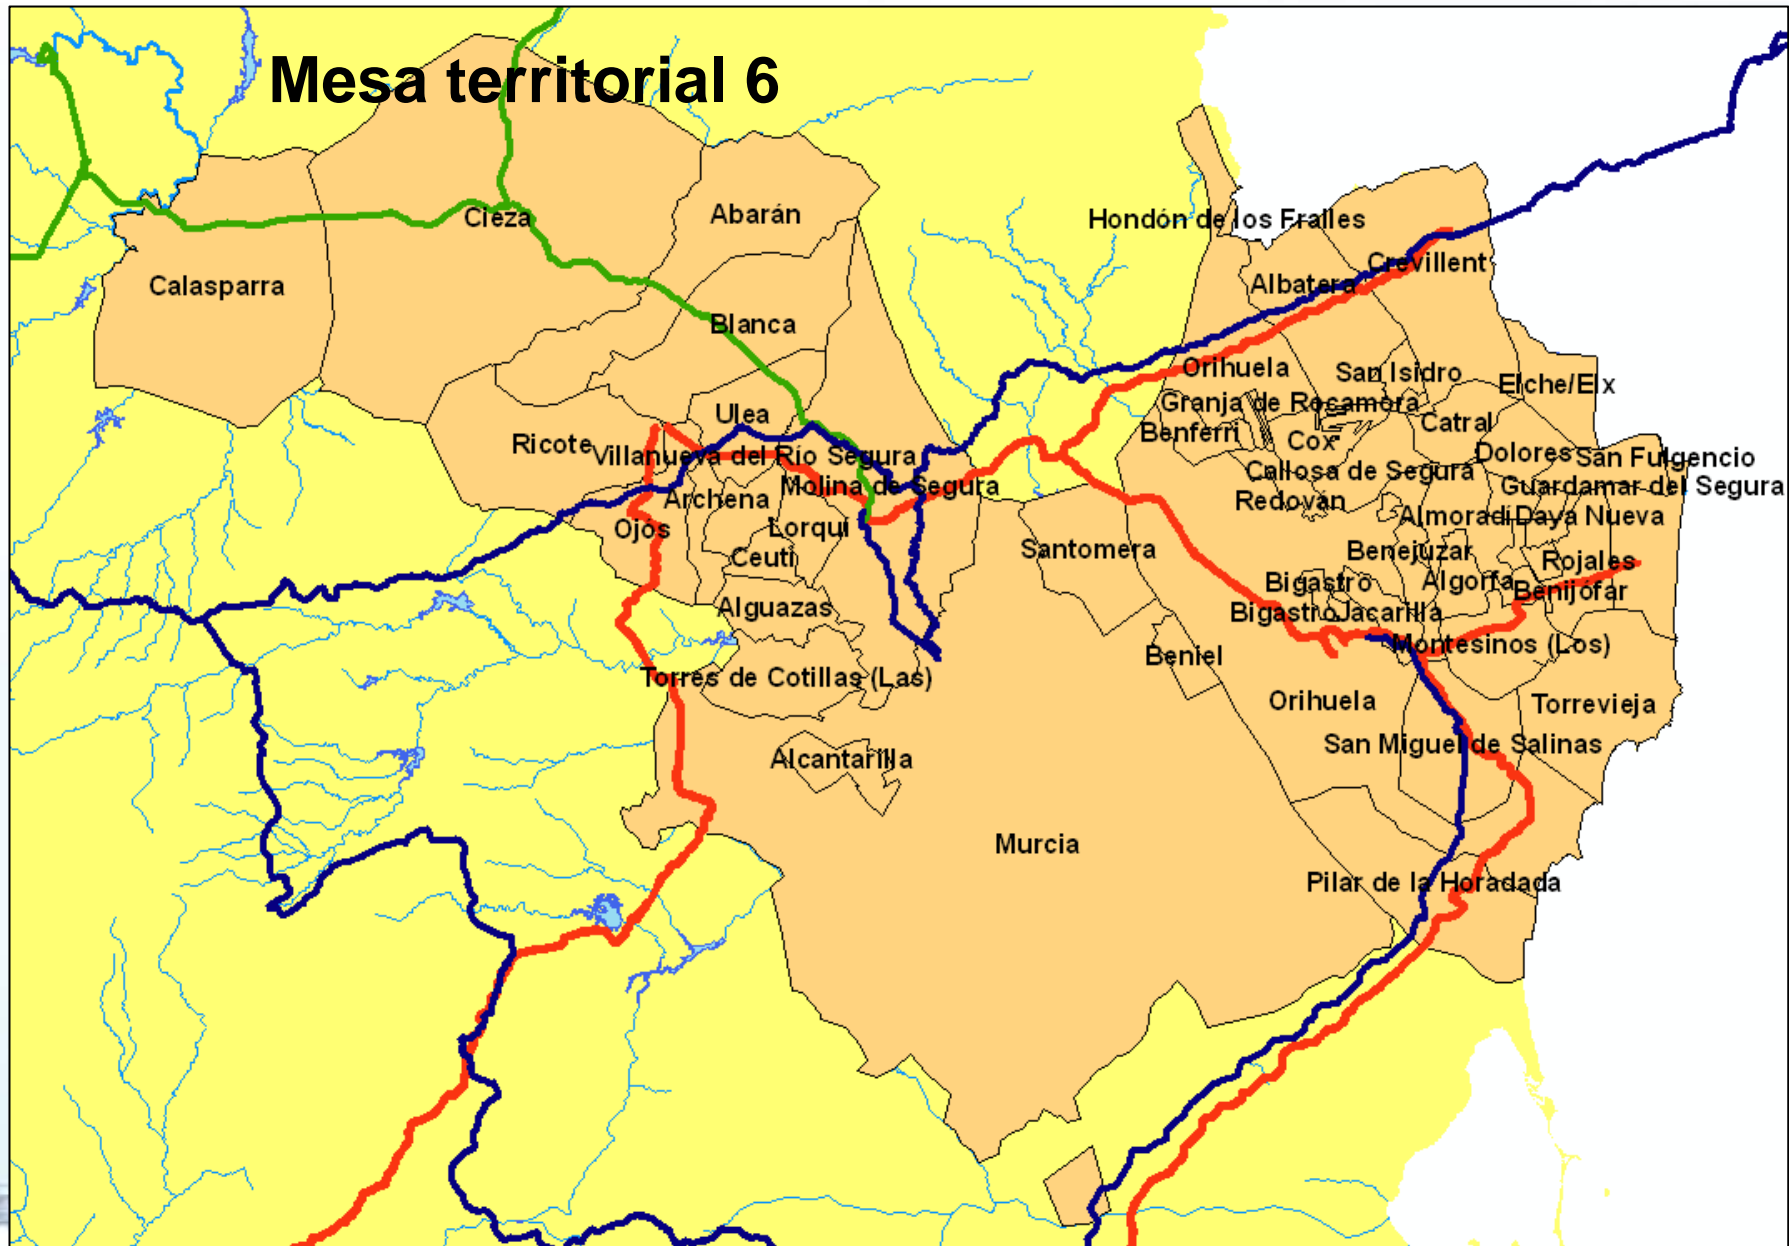 Mesa territorial 6
Cieza
Abarán
Hondón de los Frailes
Calasparra
Crevillent
Albatera
Blanca
Orihuela
San Isidro
Elche/Elx
Granja de Rocamora
Ulea
Catral
Benferri
Cox
Ricote
Villanueva del Río Segura
Dolores
San Fulgencio
Callosa de Segura
Molina de Segura
Guardamar del Segura
Archena
Redován
Almoradí
Daya Nueva
Ojós
Lorquí
Santomera
Benejúzar
Ceutí
Rojales
Bigastro
Algorfa
Benijófar
Alguazas
Bigastro
Jacarilla
Montesinos (Los)
Beniel
Torres de Cotillas (Las)
Orihuela
Torrevieja
San Miguel de Salinas
Alcantarilla
Murcia
Pilar de la Horadada